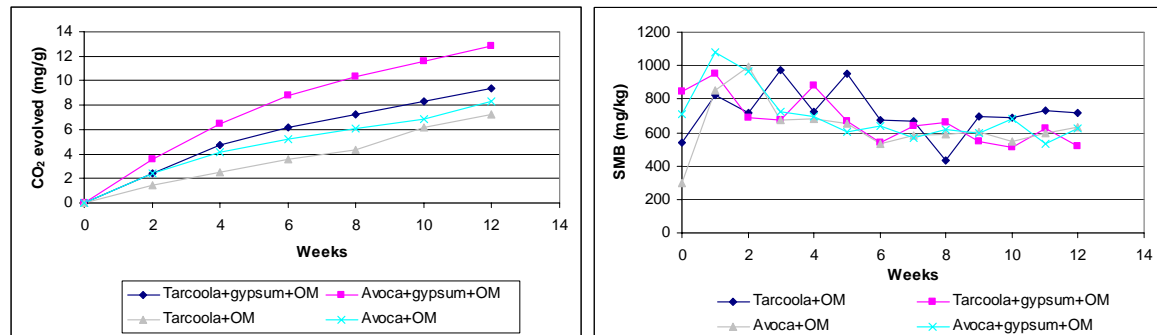 14
12
10
8
6
4
2
0
CO₂ evolved (mg/g)
0 2 4 6 8 10 12 14
Weeks
Tarcoola+gypsum+OM Avoca+gypsum+OM
Tarcoola+OM Avoca+OM
1200
1000
800
600
400
200
0
SMB (mg/kg)
0 2 4 6 8 10 12 14
Weeks
Tarcoola+OM Tarcoola+gypsum+OM
Avoca+OM Avoca+gypsum+OM